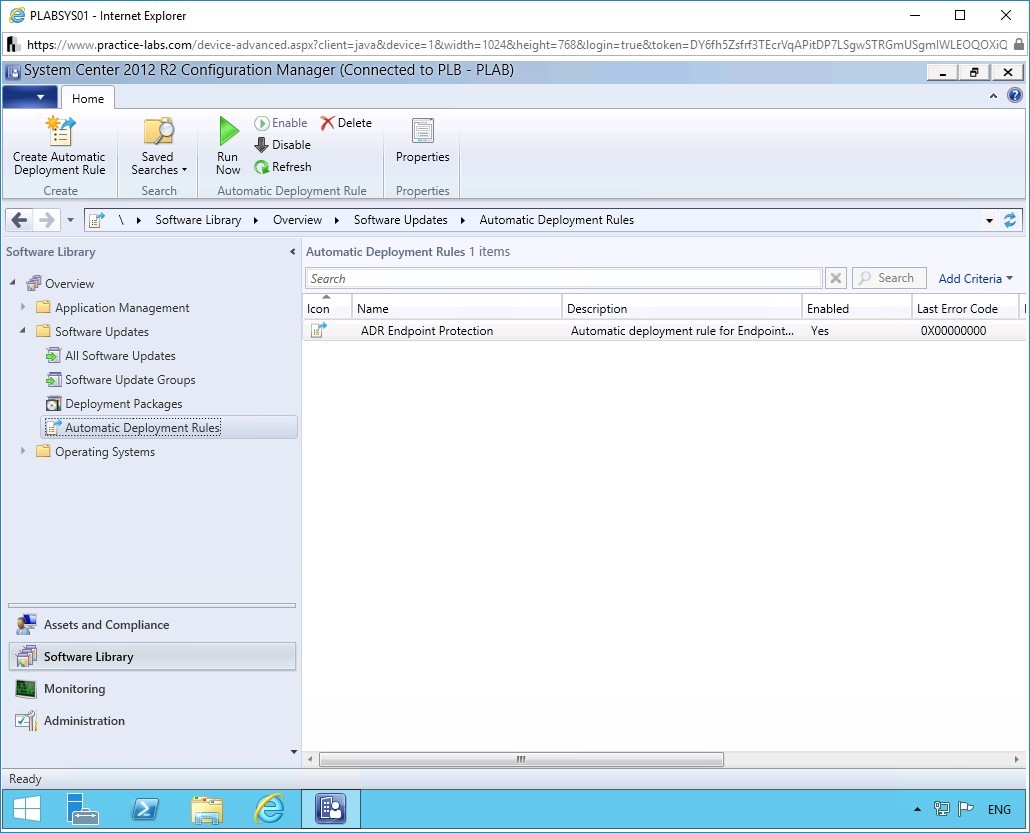 PLABSYS01 - Internet Explorer
https://www.practice-labs.com/device-advanced.aspx?client=java&device=1&width=1024&height=768&login=true&token=DY6fh5Zsfrf3TEcrVqAPitDP7LSgwSTRGmUSgmIWLEOQOXiQ
System Center 2012 R2 Configuration Manager (Connected to PLB - PLAB)
Home
Create Automatic Deployment Rule
Saved Searches
Run Now
Enable
Disable
Refresh
Delete
Properties
Create
Search
Automatic Deployment Rule
Properties
\ Software Library Overview Software Updates Automatic Deployment Rules
Software Library
Overview
Application Management
Software Updates
All Software Updates
Software Update Groups
Deployment Packages
Automatic Deployment Rules
Operating Systems
Assets and Compliance
Software Library
Monitoring
Administration
Automatic Deployment Rules 1 items
Search
Search
Add Criteria
Icon Name Description Enabled Last Error Code
ADR Endpoint Protection Automatic deployment rule for Endpoint... Yes 0X00000000
Ready
ENG